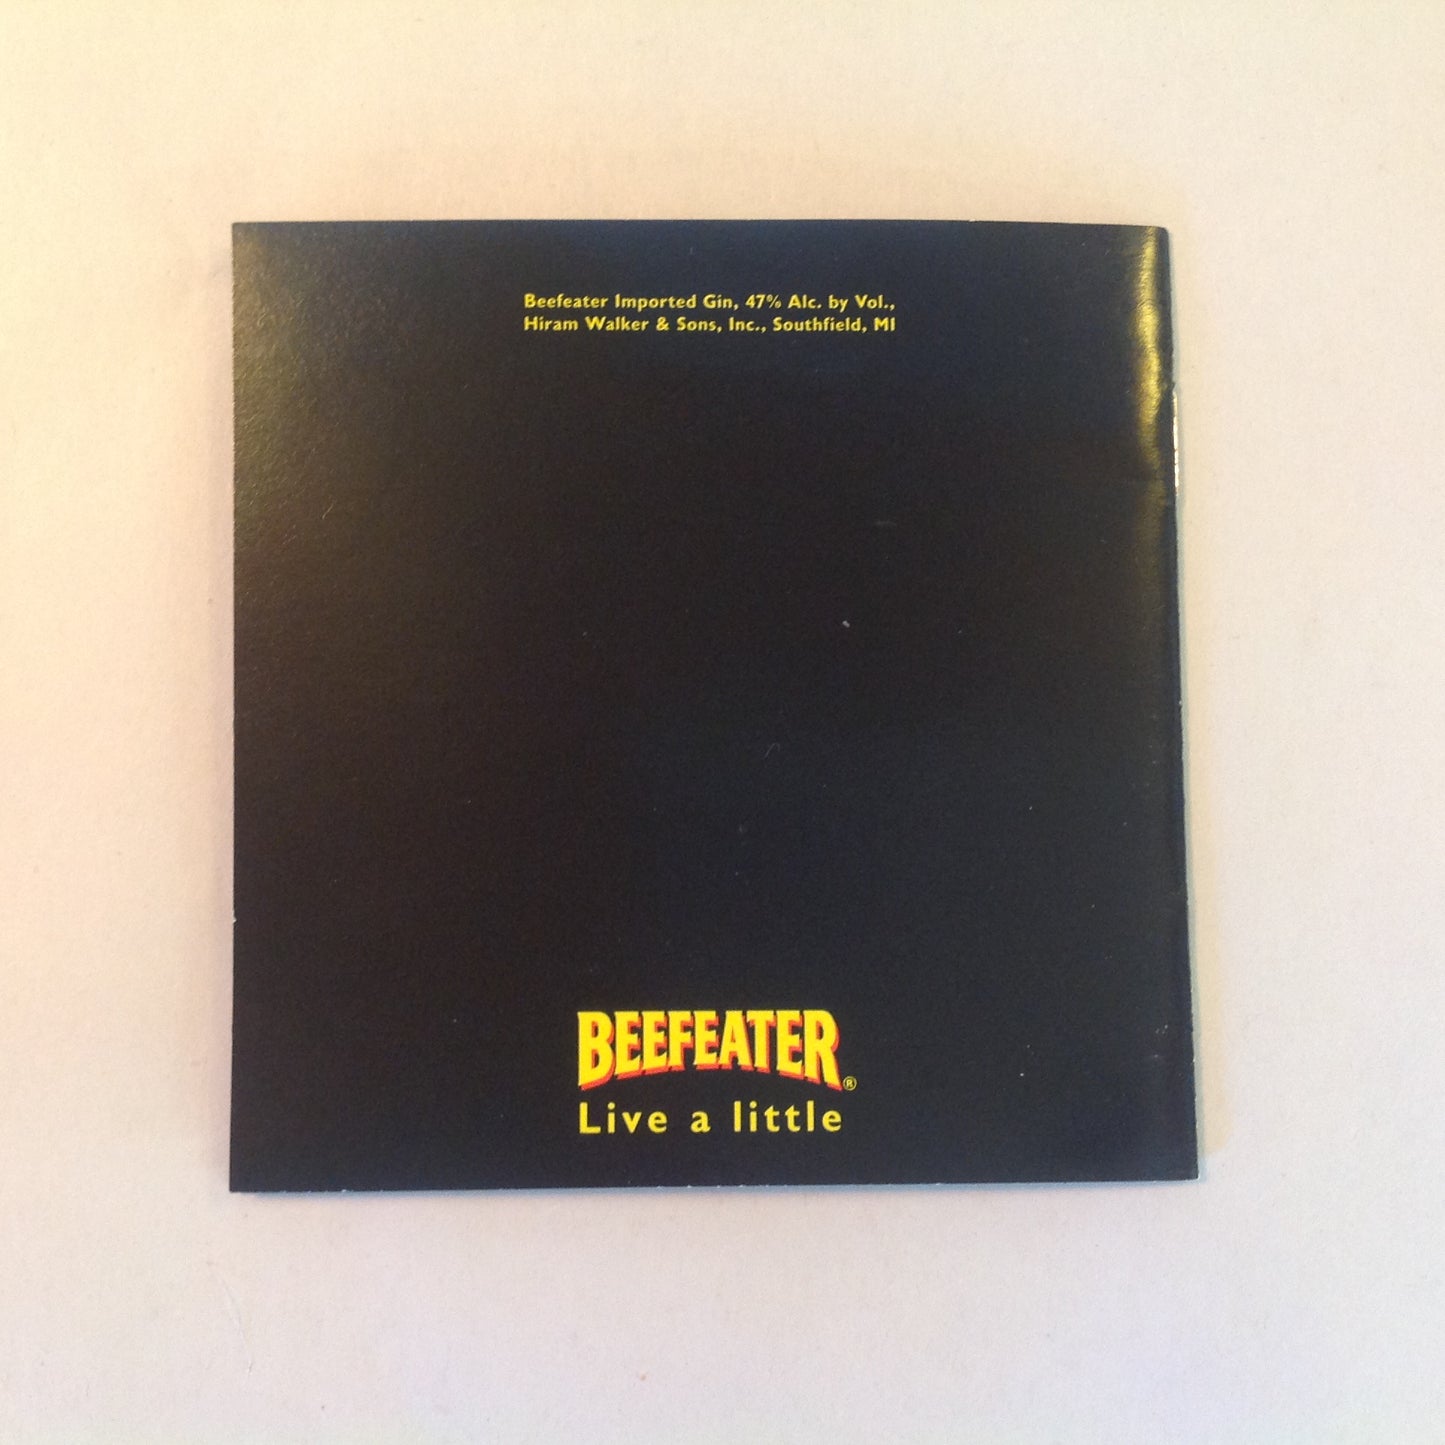 Beefeater Imported Gin, 47% Alc. by Vol.,
Hiram Walker & Sons, Inc., Southfield, MI
BEEFEATER®
Live a little